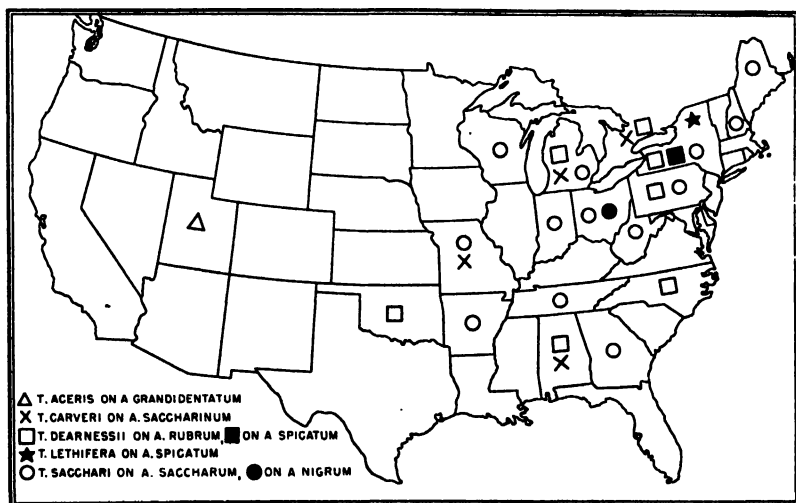 T. ACERIS ON A GRANDIDENTATUM
T. CARVERI ON A. SACCHARINUM
T. DEARNESSII ON A. RUBRUM, ON A SPICATUM
T. LETHIFERA ON A. SPICATUM
T. SACCHARI ON A. SACCHARUM, ON A NIGRUM